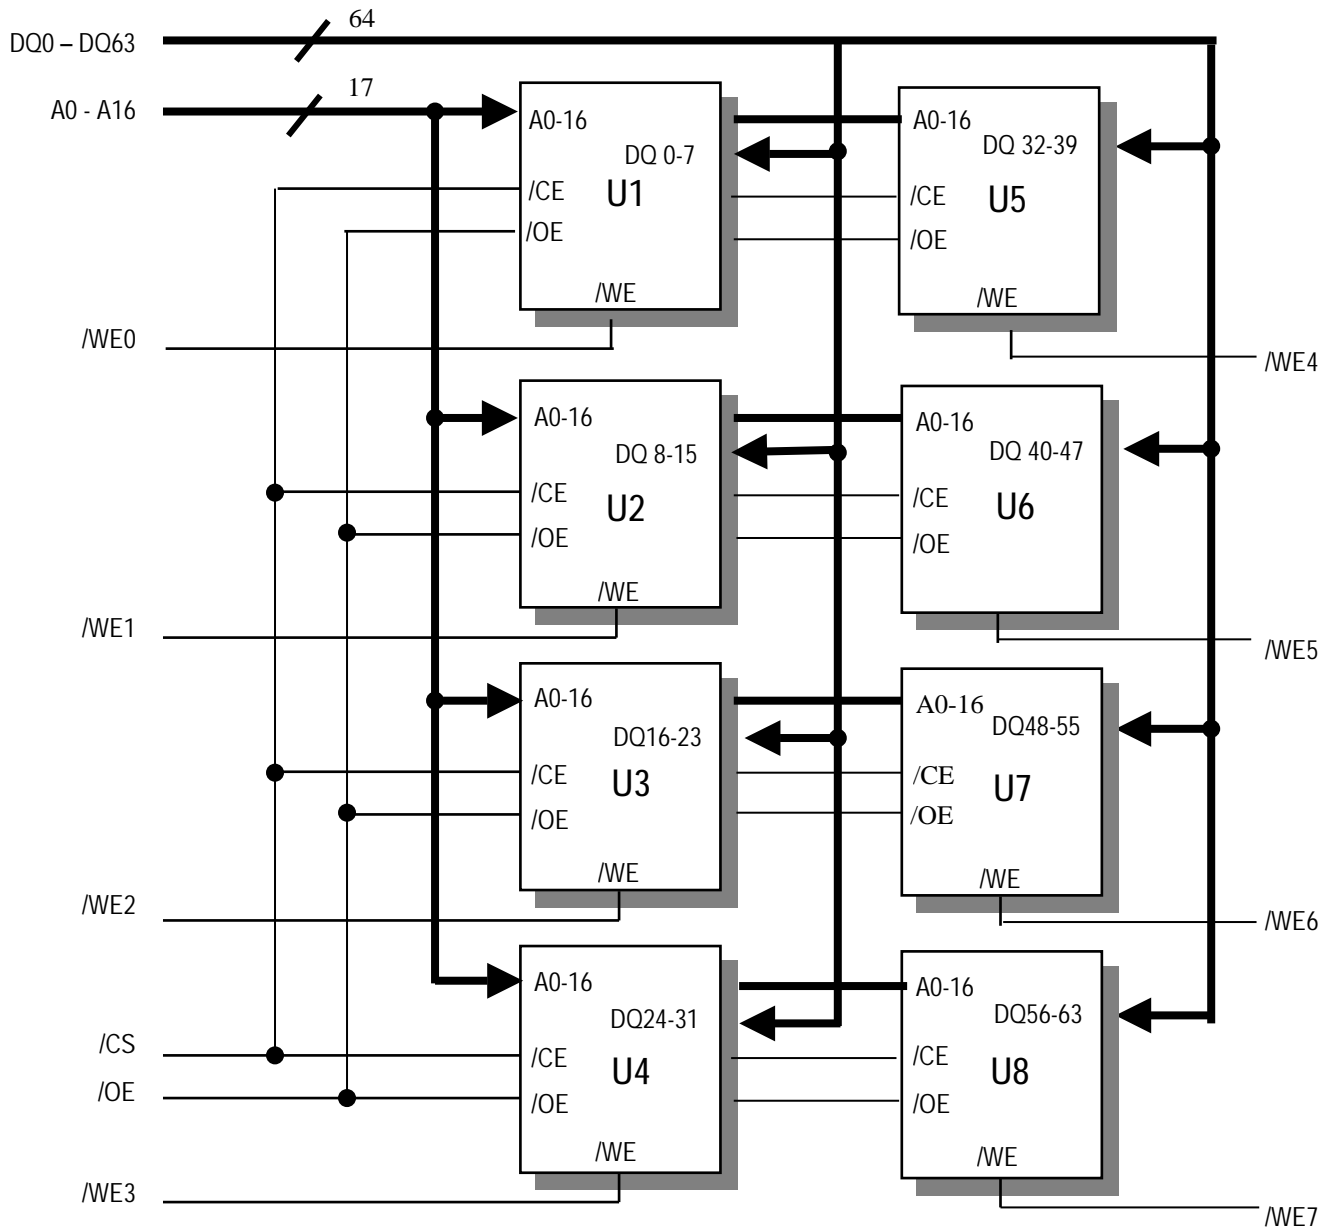 64
DQ0 – DQ63
17
A0 - A16
A0-16
DQ 0-7
/CE
U1
/OE
/WE
/WE0
A0-16
DQ 32-39
/CE
U5
/OE
/WE
/WE4
A0-16
DQ 8-15
/CE
U2
/OE
/WE
/WE1
A0-16
DQ 40-47
/CE
U6
/OE
/WE5
A0-16
DQ16-23
/CE
U3
/OE
/WE
/WE2
A0-16
DQ48-55
/CE
U7
/OE
/WE
/WE6
A0-16
DQ24-31
/CS
/CE
U4
/OE
/OE
/WE
/WE3
A0-16
DQ56-63
/CE
U8
/OE
/WE
/WE7